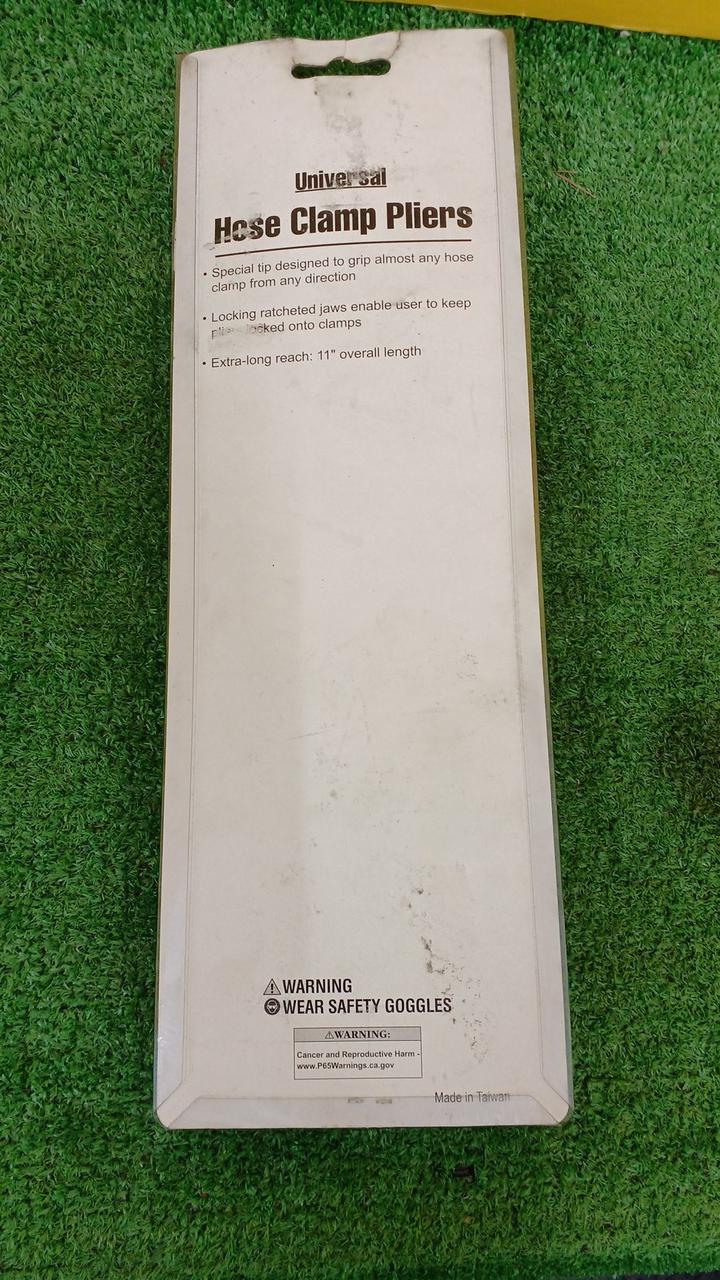 Universal
Hose Clamp Pliers
• Special tip designed to grip almost any hose
clamp from any direction
• Locking ratcheted jaws enable user to keep
pliers locked onto clamps
• Extra-long reach: 11" overall length
⚠WARNING
WEAR SAFETY GOGGLES
⚠WARNING:
Cancer and Reproductive Harm -
www.P65Warnings.ca.gov
Made in Taiwan